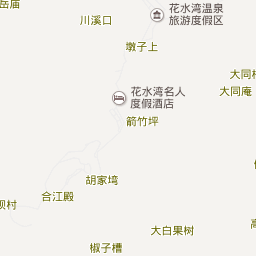 岳庙
川溪口
花水湾温泉
旅游度假区
墩子上
大同
大同庵
花水湾名人
度假酒店
箭竹坪
胡家塆
合江殿
坝村
大白果树
椒子槽